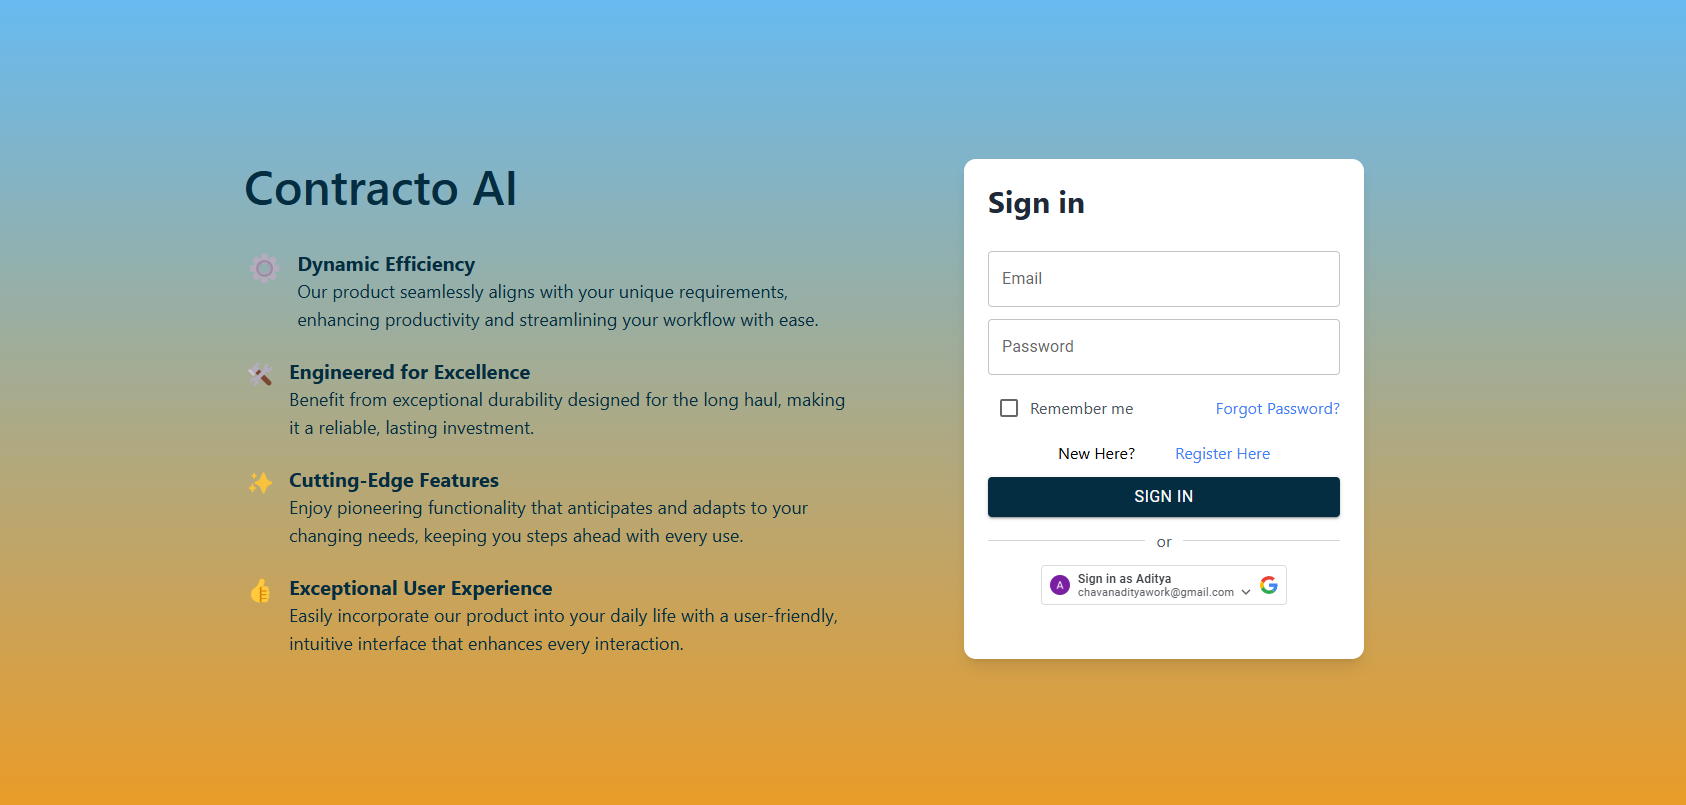 Contracto AI
Dynamic Efficiency
Our product seamlessly aligns with your unique requirements,
enhancing productivity and streamlining your workflow with ease.
Engineered for Excellence
Benefit from exceptional durability designed for the long haul, making
it a reliable, lasting investment.
Cutting-Edge Features
Enjoy pioneering functionality that anticipates and adapts to your
changing needs, keeping you steps ahead with every use.
Exceptional User Experience
Easily incorporate our product into your daily life with a user-friendly,
intuitive interface that enhances every interaction.
Sign in
Email
Password
Remember me
Forgot Password?
New Here?
Register Here
SIGN IN
or
A
Sign in as Aditya
chavanadityawork@gmail.com
G